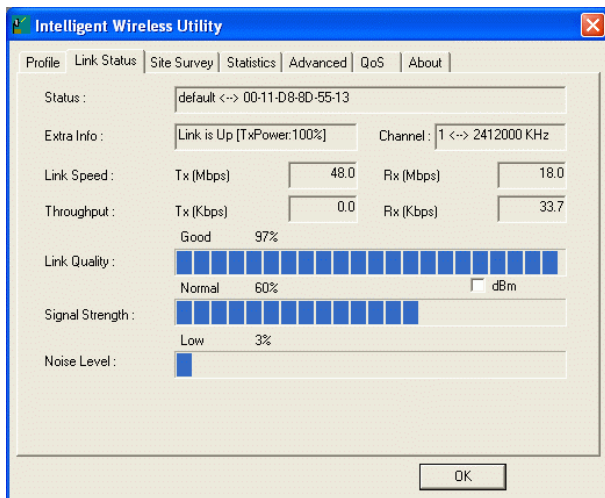 Intelligent Wireless Utility
Profile Link Status Site Survey Statistics Advanced QoS About
Status : default <--> 00-11-D8-8D-55-13
Extra Info : Link is Up [TxPower:100%] Channel : 1 <--> 2412000 KHz
Link Speed : Tx (Mbps) 48.0 Rx (Mbps) 18.0
Throughput : Tx (Kbps) 0.0 Rx (Kbps) 33.7
Good 97%
Link Quality :
Normal 60% dBm
Signal Strength :
Low 3%
Noise Level :
OK